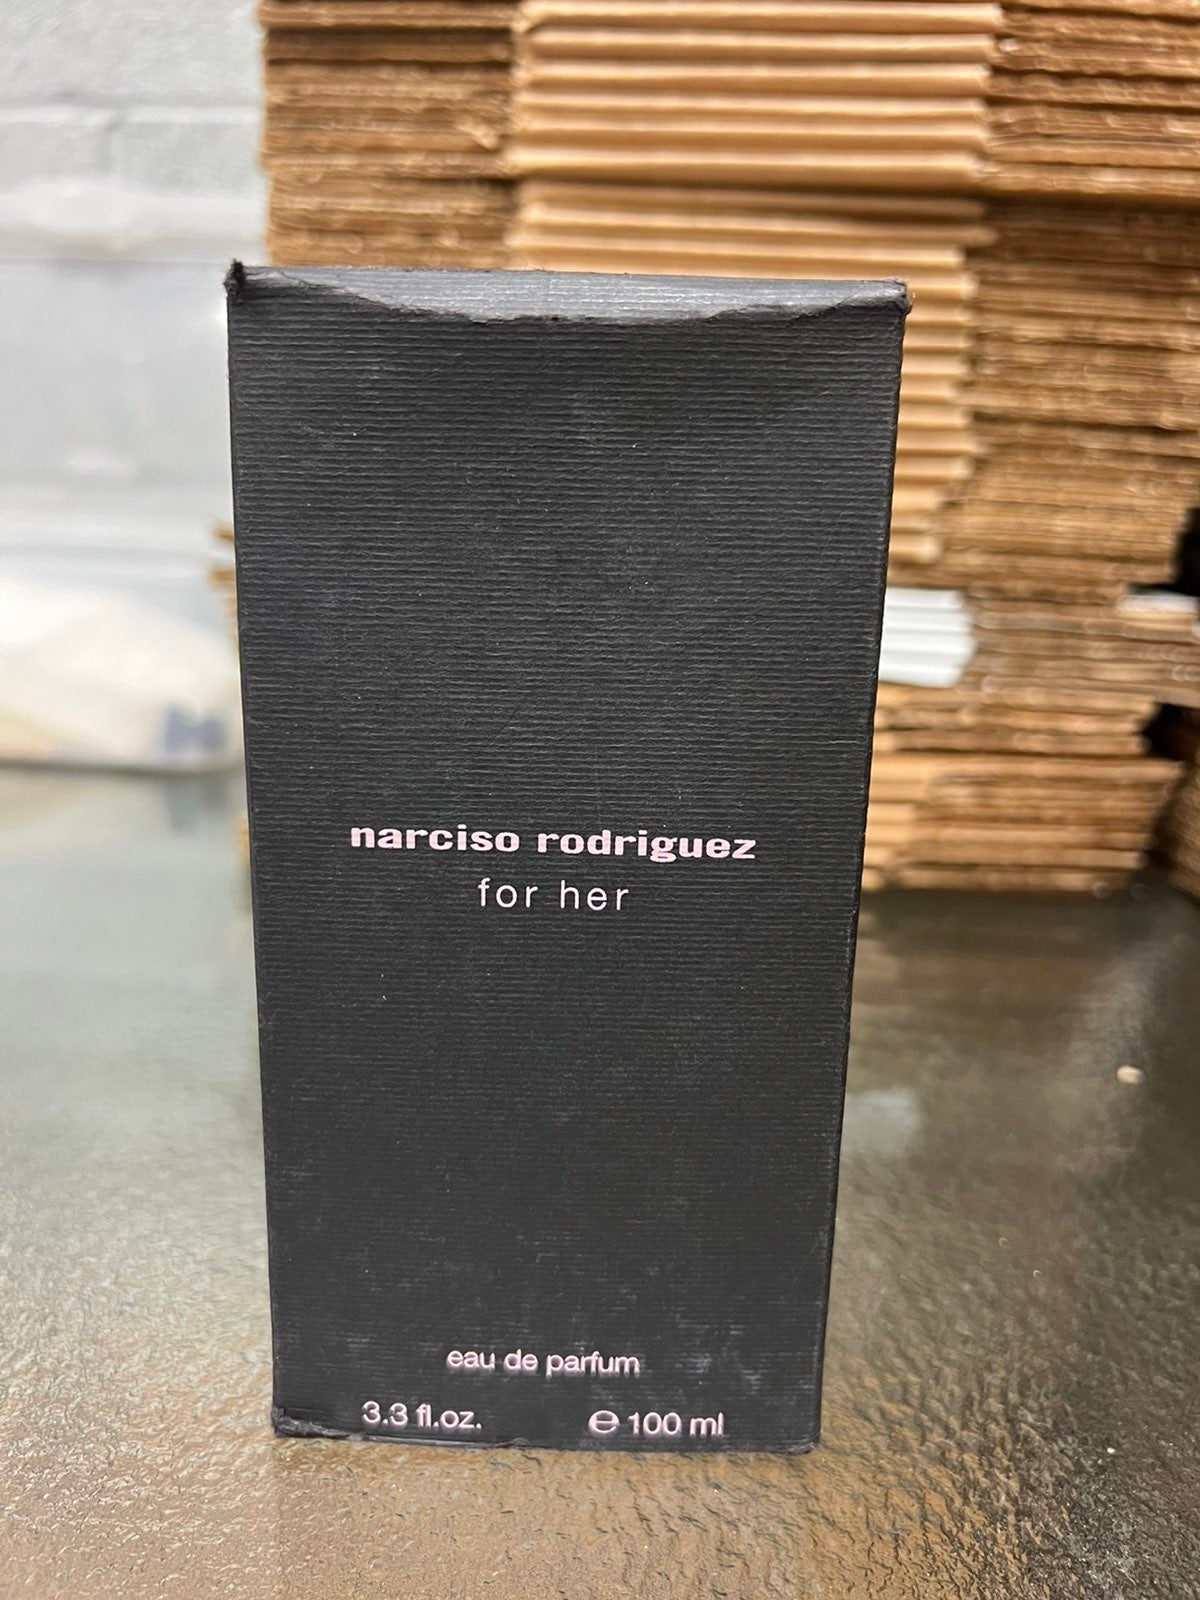 narciso rodriguez
for her
eau de parfum
3.3 fl.oz. ℮ 100 ml